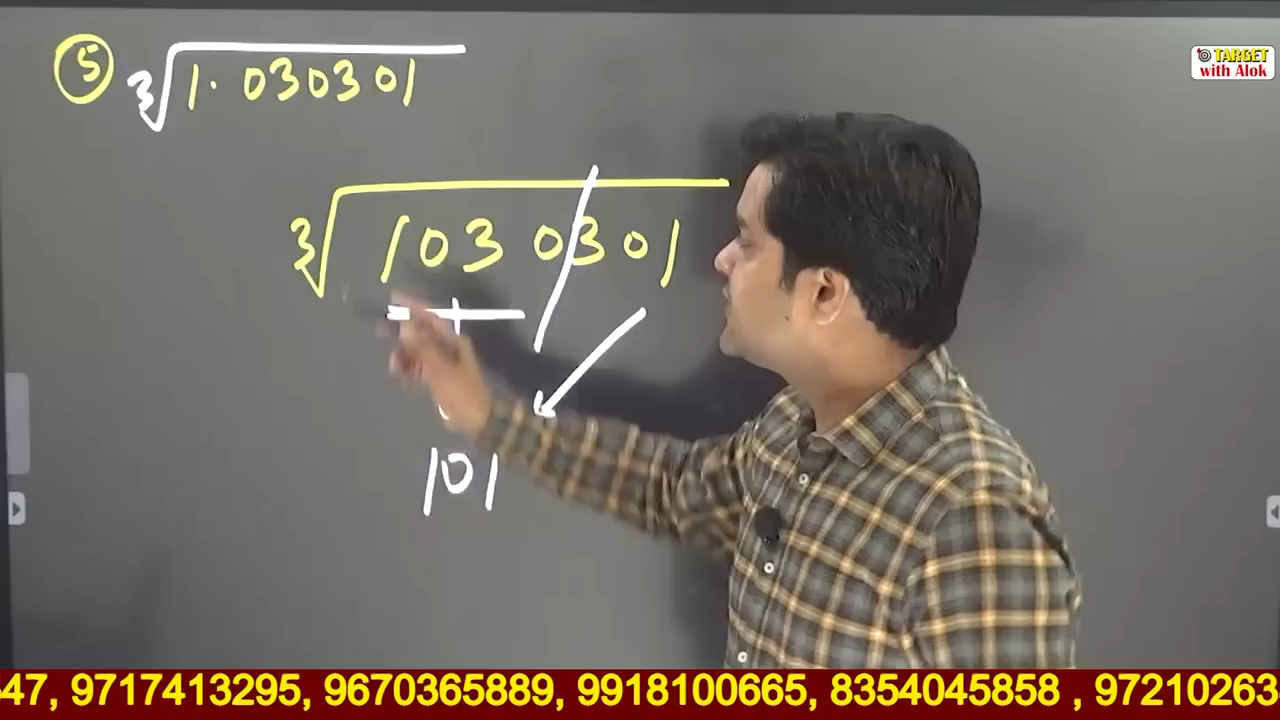 TARGET
with Alok
⑤ ∛1.030301
∛1030301
101
47, 9717413295, 9670365889, 9918100665, 8354045858 , 97210263